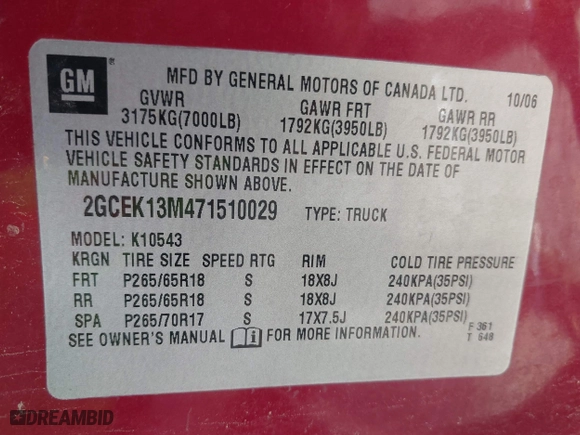 GM ®
MFD BY GENERAL MOTORS OF CANADA LTD. 10/06
GVWR GAWR FRT GAWR RR
3175KG(7000LB) 1792KG(3950LB) 1792KG(3950LB)
THIS VEHICLE CONFORMS TO ALL APPLICABLE U.S. FEDERAL MOTOR
VEHICLE SAFETY STANDARDS IN EFFECT ON THE DATE OF
MANUFACTURE SHOWN ABOVE.
2GCEK13M471510029 TYPE: TRUCK
MODEL: K10543
KRGN TIRE SIZE SPEED RTG RIM COLD TIRE PRESSURE
FRT P265/65R18 S 18X8J 240KPA(35PSI)
RR P265/65R18 S 18X8J 240KPA(35PSI)
SPA P265/70R17 S 17X7.5J 240KPA(35PSI)
SEE OWNER'S MANUAL i FOR MORE INFORMATION.
F 361
T 648
DREAMBID